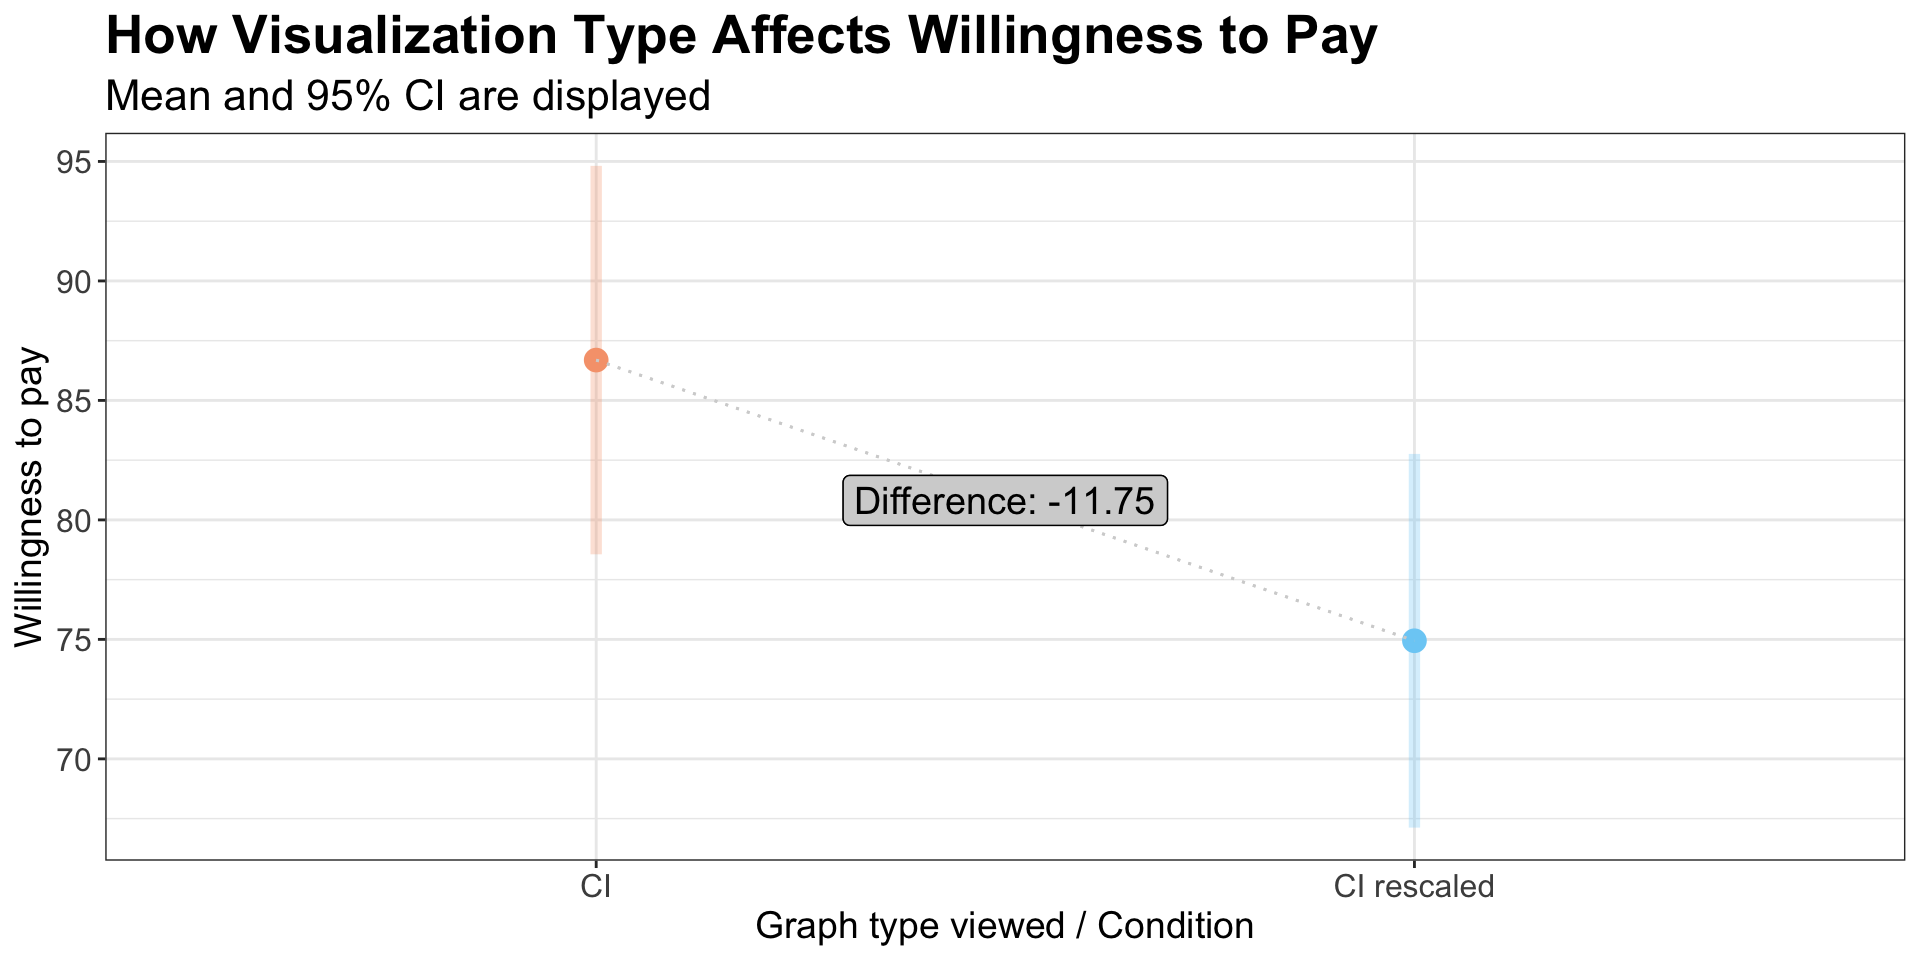 How Visualization Type Affects Willingness to Pay
Mean and 95% CI are displayed
Willingness to pay
95
90
85
80
75
70
Difference: -11.75
CI
CI rescaled
Graph type viewed / Condition